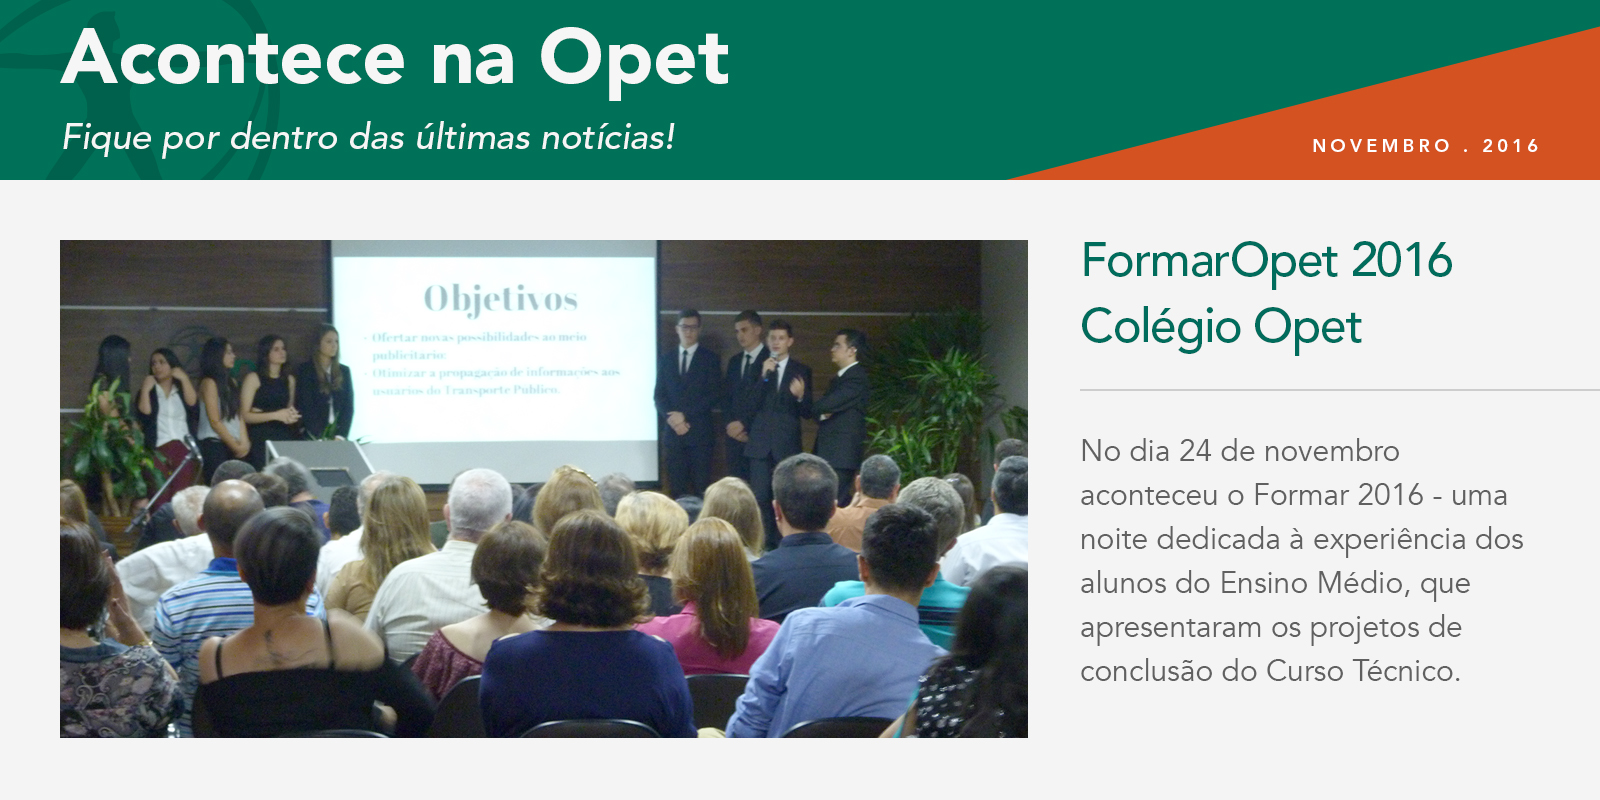 Acontece na Opet
Fique por dentro das últimas notícias!
NOVEMBRO . 2016
Objetivos
- Ofertar novas possibilidades ao meio
publicitário;
- Otimizar a propagação de informações aos
usuários do Transporte Público.
FormarOpet 2016
Colégio Opet
No dia 24 de novembro
aconteceu o Formar 2016 - uma
noite dedicada à experiência dos
alunos do Ensino Médio, que
apresentaram os projetos de
conclusão do Curso Técnico.